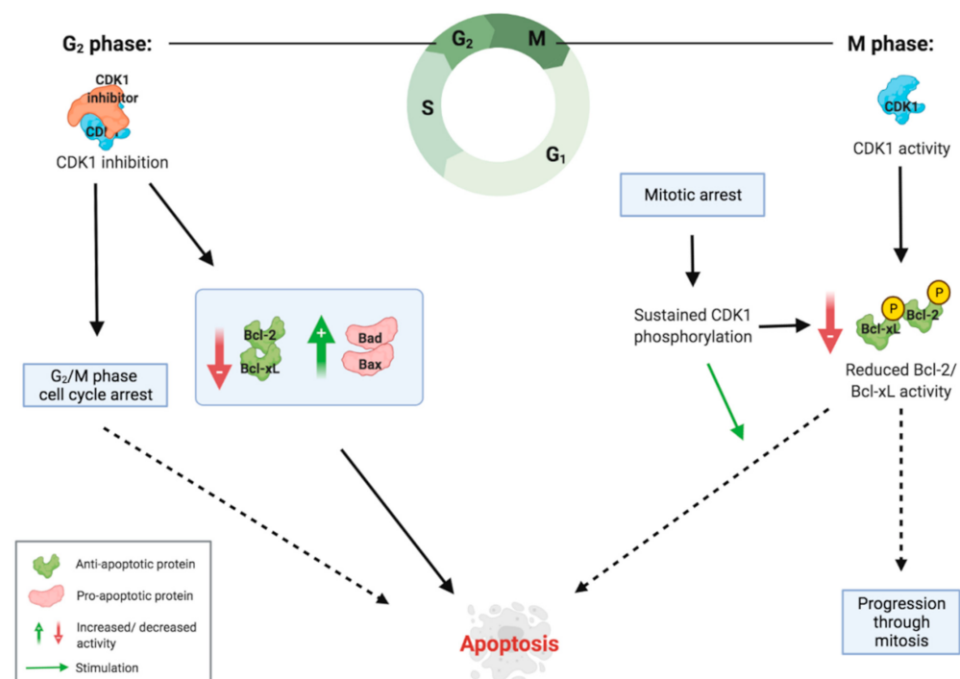 G₂ phase:
M phase:
G₂
M
S
G₁
CDK1
inhibitor
CDK1 inhibition
CDK1
CDK1 activity
Mitotic arrest
Sustained CDK1
phosphorylation
P
P
Bcl-xL
Bcl-2
-
Reduced Bcl-2/
Bcl-xL activity
Bcl-2
Bcl-xL
-
+
Bad
Bax
G₂/M phase
cell cycle arrest
Anti-apoptotic protein
Pro-apoptotic protein
Increased/ decreased
activity
Stimulation
Apoptosis
Progression
through
mitosis